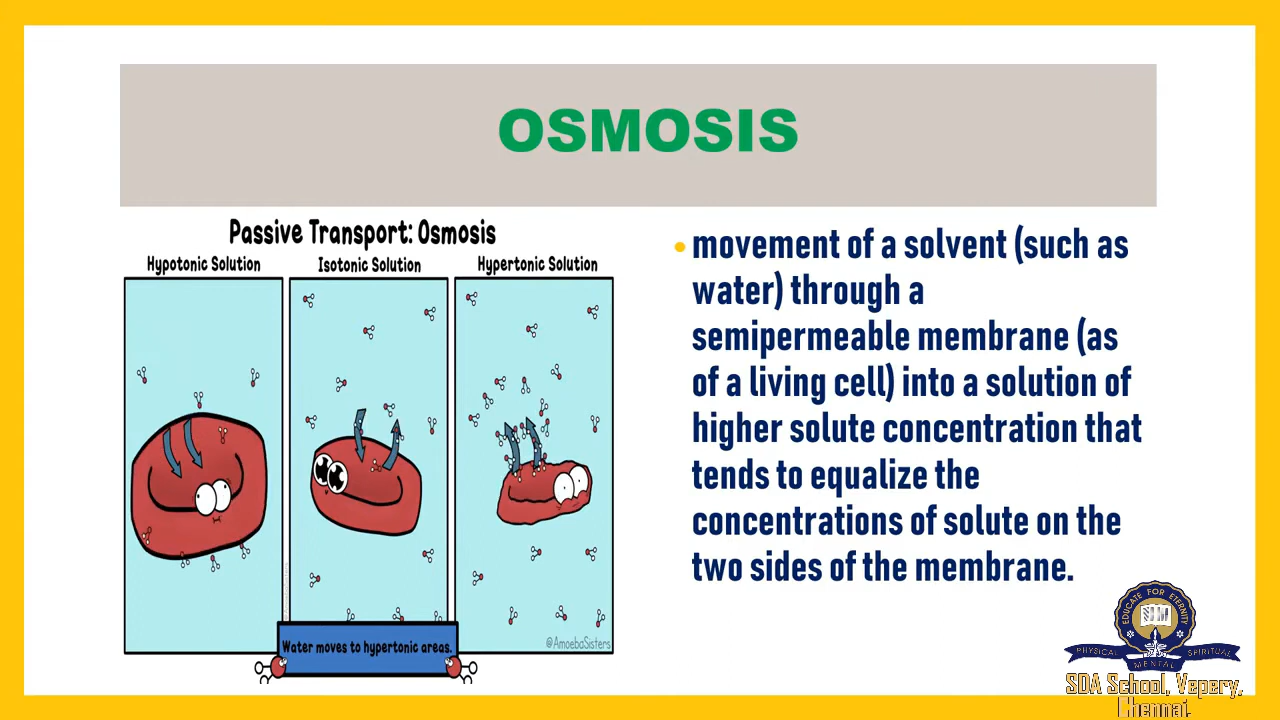 OSMOSIS
Passive Transport: Osmosis
Hypotonic Solution
Isotonic Solution
Hypertonic Solution
Water moves to hypertonic areas.
@AmoebaSisters
• movement of a solvent (such as
water) through a
semipermeable membrane (as
of a living cell) into a solution of
higher solute concentration that
tends to equalize the
concentrations of solute on the
two sides of the membrane.
EDUCATE FOR ETERNITY
PHYSICAL
MENTAL
SPIRITUAL
SDA School, Vepery,
Chennai.